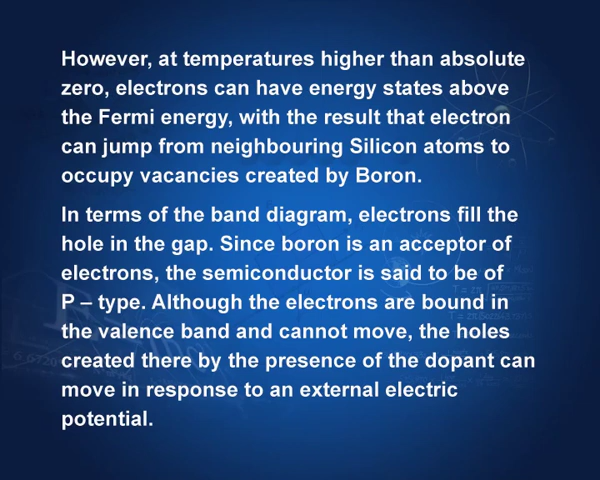 However, at temperatures higher than absolute
zero, electrons can have energy states above
the Fermi energy, with the result that electron
can jump from neighbouring Silicon atoms to
occupy vacancies created by Boron.
In terms of the band diagram, electrons fill the
hole in the gap. Since boron is an acceptor of
electrons, the semiconductor is said to be of
P – type. Although the electrons are bound in
the valence band and cannot move, the holes
created there by the presence of the dopant can
move in response to an external electric
potential.